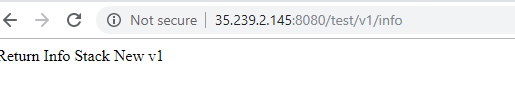 Not secure | 35.239.2.145:8080/test/v1/info
Return Info Stack New v1